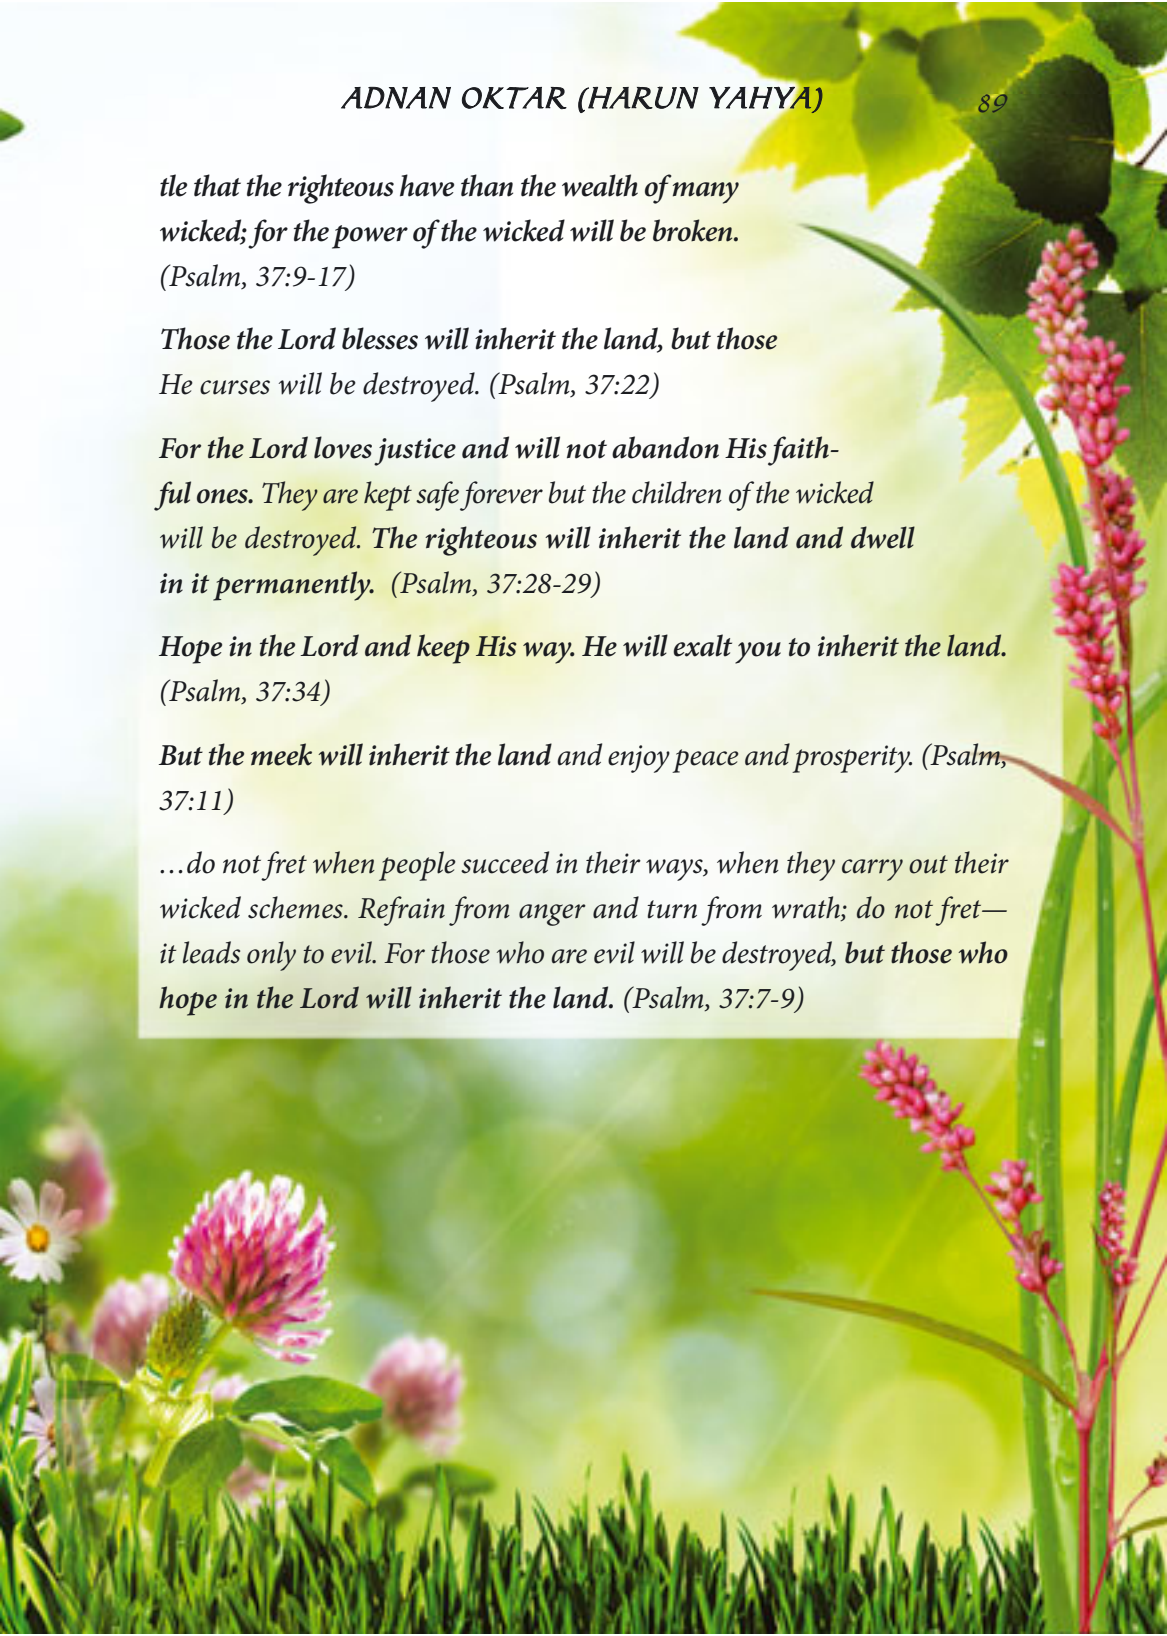 ADNAN OKTAR (HARUN YAHYA) 89
tle that the righteous have than the wealth of many
wicked; for the power of the wicked will be broken.
(Psalm, 37:9-17)
Those the Lord blesses will inherit the land, but those
He curses will be destroyed. (Psalm, 37:22)
For the Lord loves justice and will not abandon His faith-
ful ones. They are kept safe forever but the children of the wicked
will be destroyed. The righteous will inherit the land and dwell
in it permanently. (Psalm, 37:28-29)
Hope in the Lord and keep His way. He will exalt you to inherit the land.
(Psalm, 37:34)
But the meek will inherit the land and enjoy peace and prosperity. (Psalm,
37:11)
…do not fret when people succeed in their ways, when they carry out their
wicked schemes. Refrain from anger and turn from wrath; do not fret—
it leads only to evil. For those who are evil will be destroyed, but those who
hope in the Lord will inherit the land. (Psalm, 37:7-9)